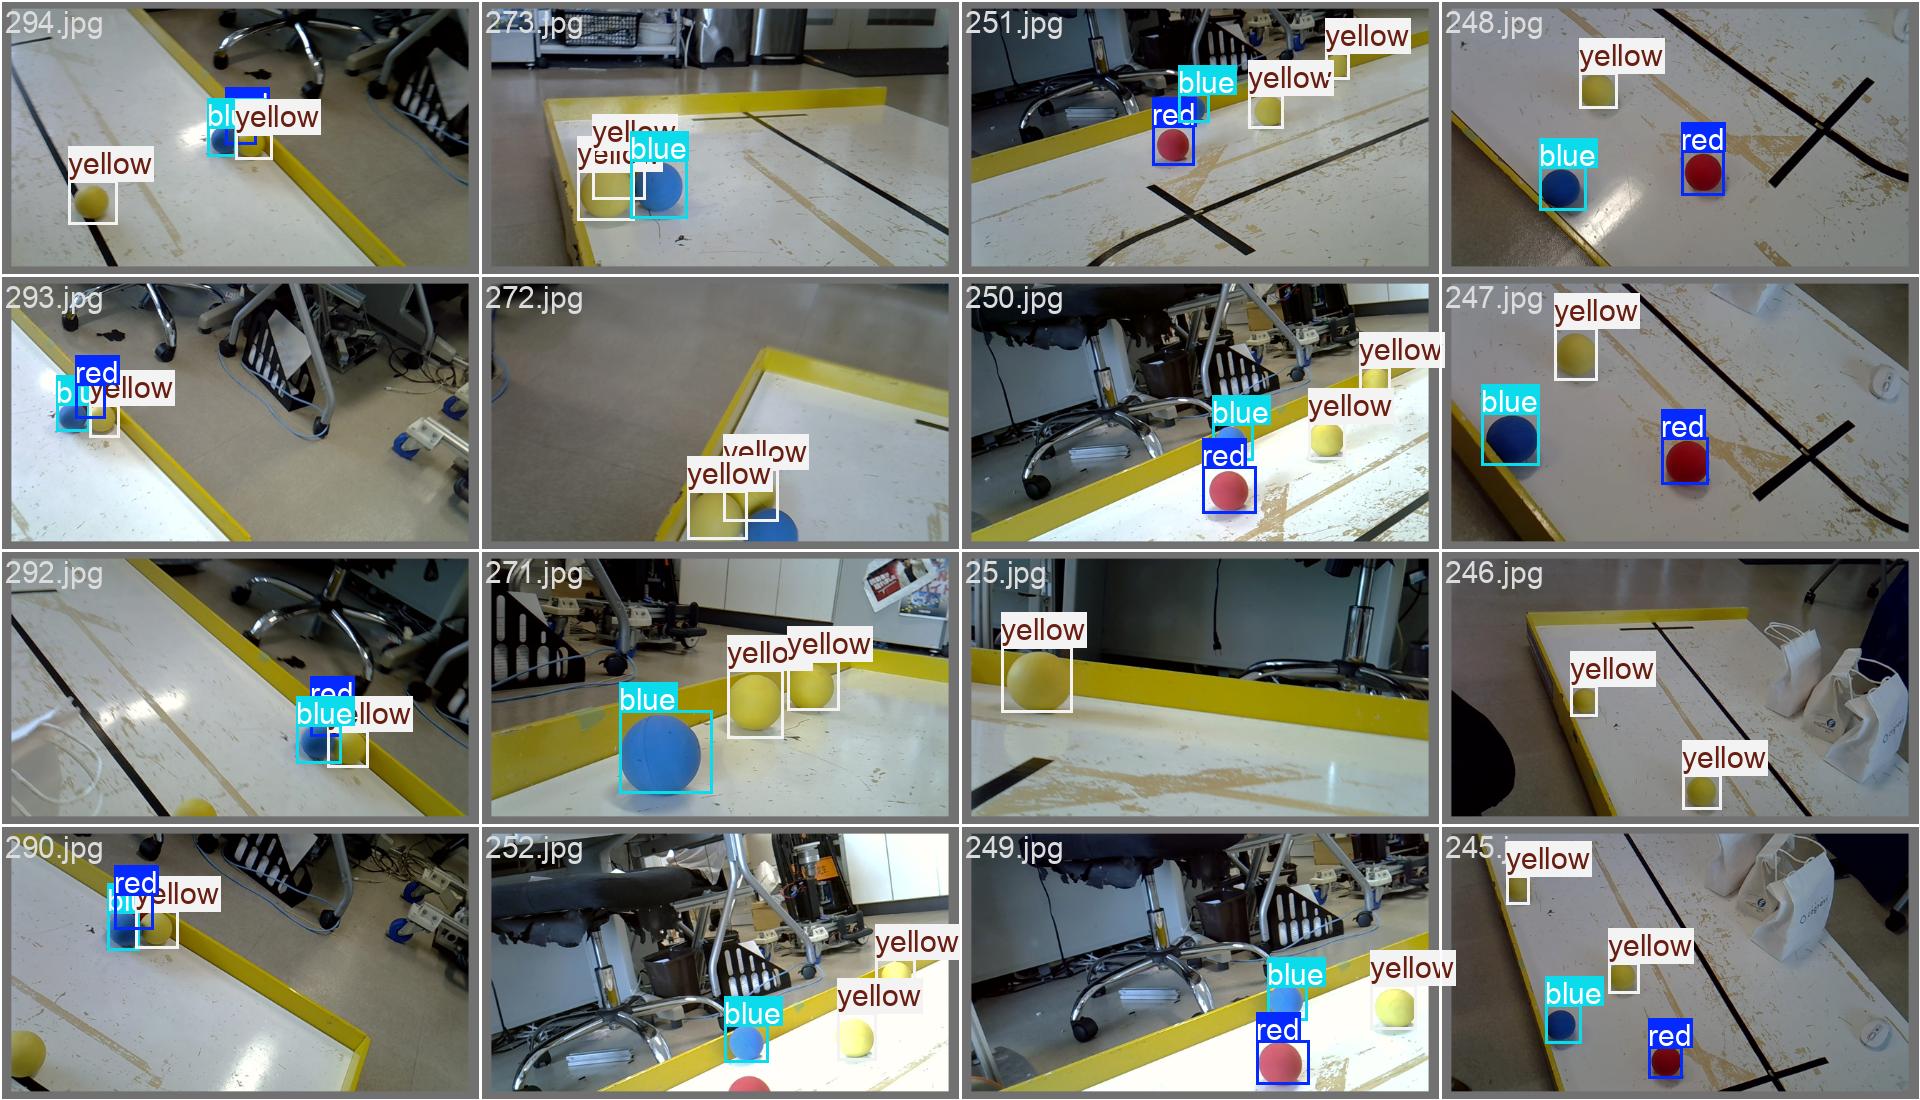 294.jpg
yellow
yellow
273.jpg
yellow
blue
251.jpg
yellow
yellow
blue
red
248.jpg
yellow
blue
red
293.jpg
red
yellow
272.jpg
yellow
yellow
250.jpg
yellow
blue
yellow
red
247.jpg
yellow
blue
red
292.jpg
red
blue
271.jpg
yellow
blue
25.jpg
yellow
246.jpg
yellow
yellow
290.jpg
red
yellow
252.jpg
yellow
yellow
blue
249.jpg
yellow
blue
red
245.
yellow
yellow
blue
red